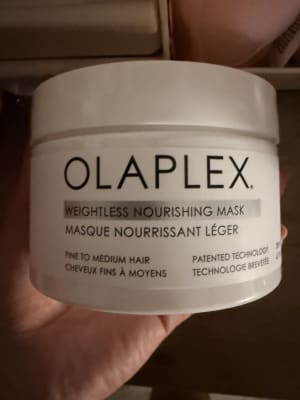 OLAPLEX.
WEIGHTLESS NOURISHING MASK
MASQUE NOURRISSANT LÉGER
FINE TO MEDIUM HAIR
CHEVEUX FINS À MOYENS
PATENTED TECHNOLOGY
TECHNOLOGIE BREVETÉE